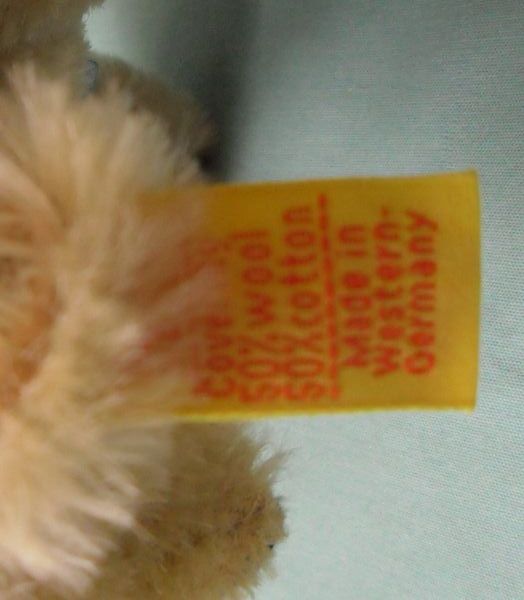 50% wool
50% cotton
Made in
Western-
Germany